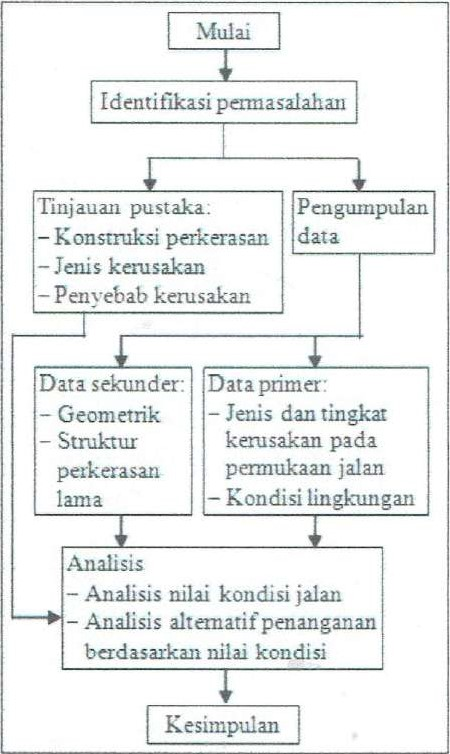 Mulai
Identifikasi permasalahan
Tinjauan pustaka:
– Konstruksi perkerasan
– Jenis kerusakan
– Penyebab kerusakan
Pengumpulan
data
Data sekunder:
– Geometrik
– Struktur
perkerasan
lama
Data primer:
– Jenis dan tingkat
kerusakan pada
permukaan jalan
– Kondisi lingkungan
Analisis
– Analisis nilai kondisi jalan
– Analisis alternatif penanganan
berdasarkan nilai kondisi
Kesimpulan